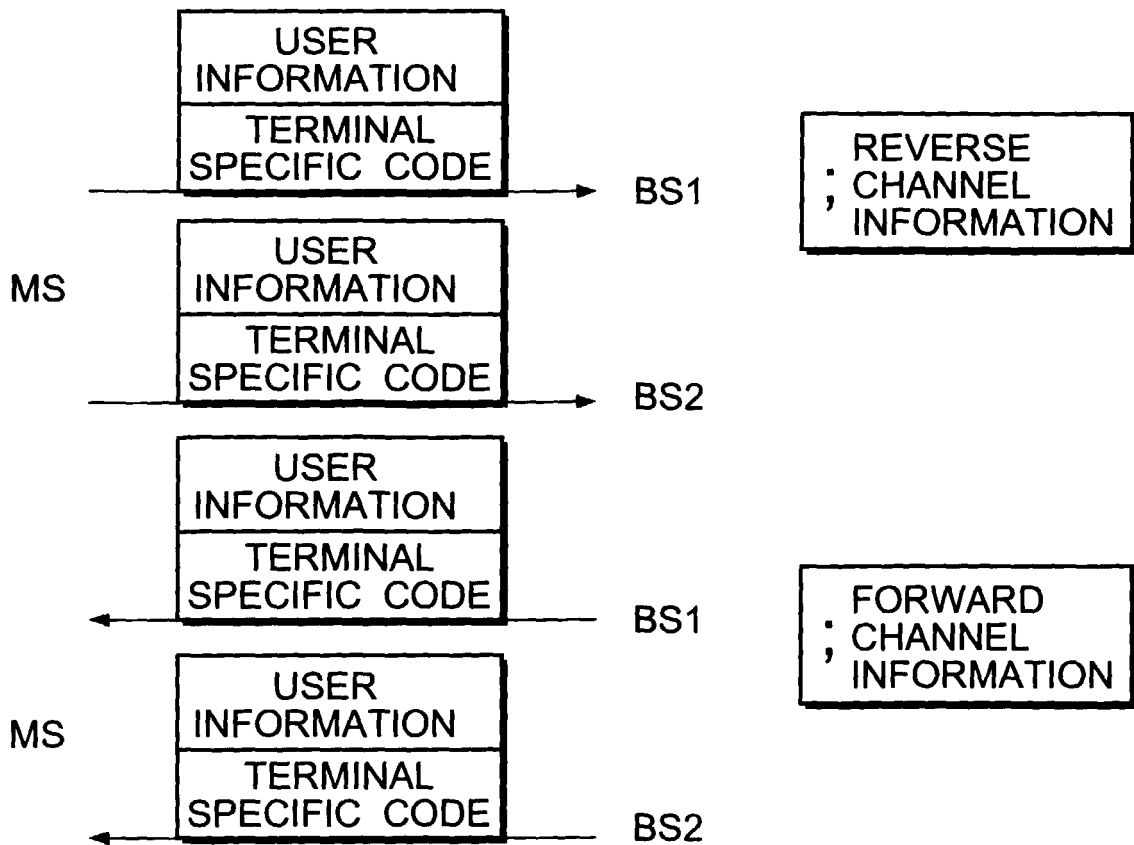 USER
INFORMATION
TERMINAL
SPECIFIC CODE
BS1
; REVERSE
CHANNEL
INFORMATION
MS
USER
INFORMATION
TERMINAL
SPECIFIC CODE
BS2
USER
INFORMATION
TERMINAL
SPECIFIC CODE
BS1
; FORWARD
CHANNEL
INFORMATION
MS
USER
INFORMATION
TERMINAL
SPECIFIC CODE
BS2